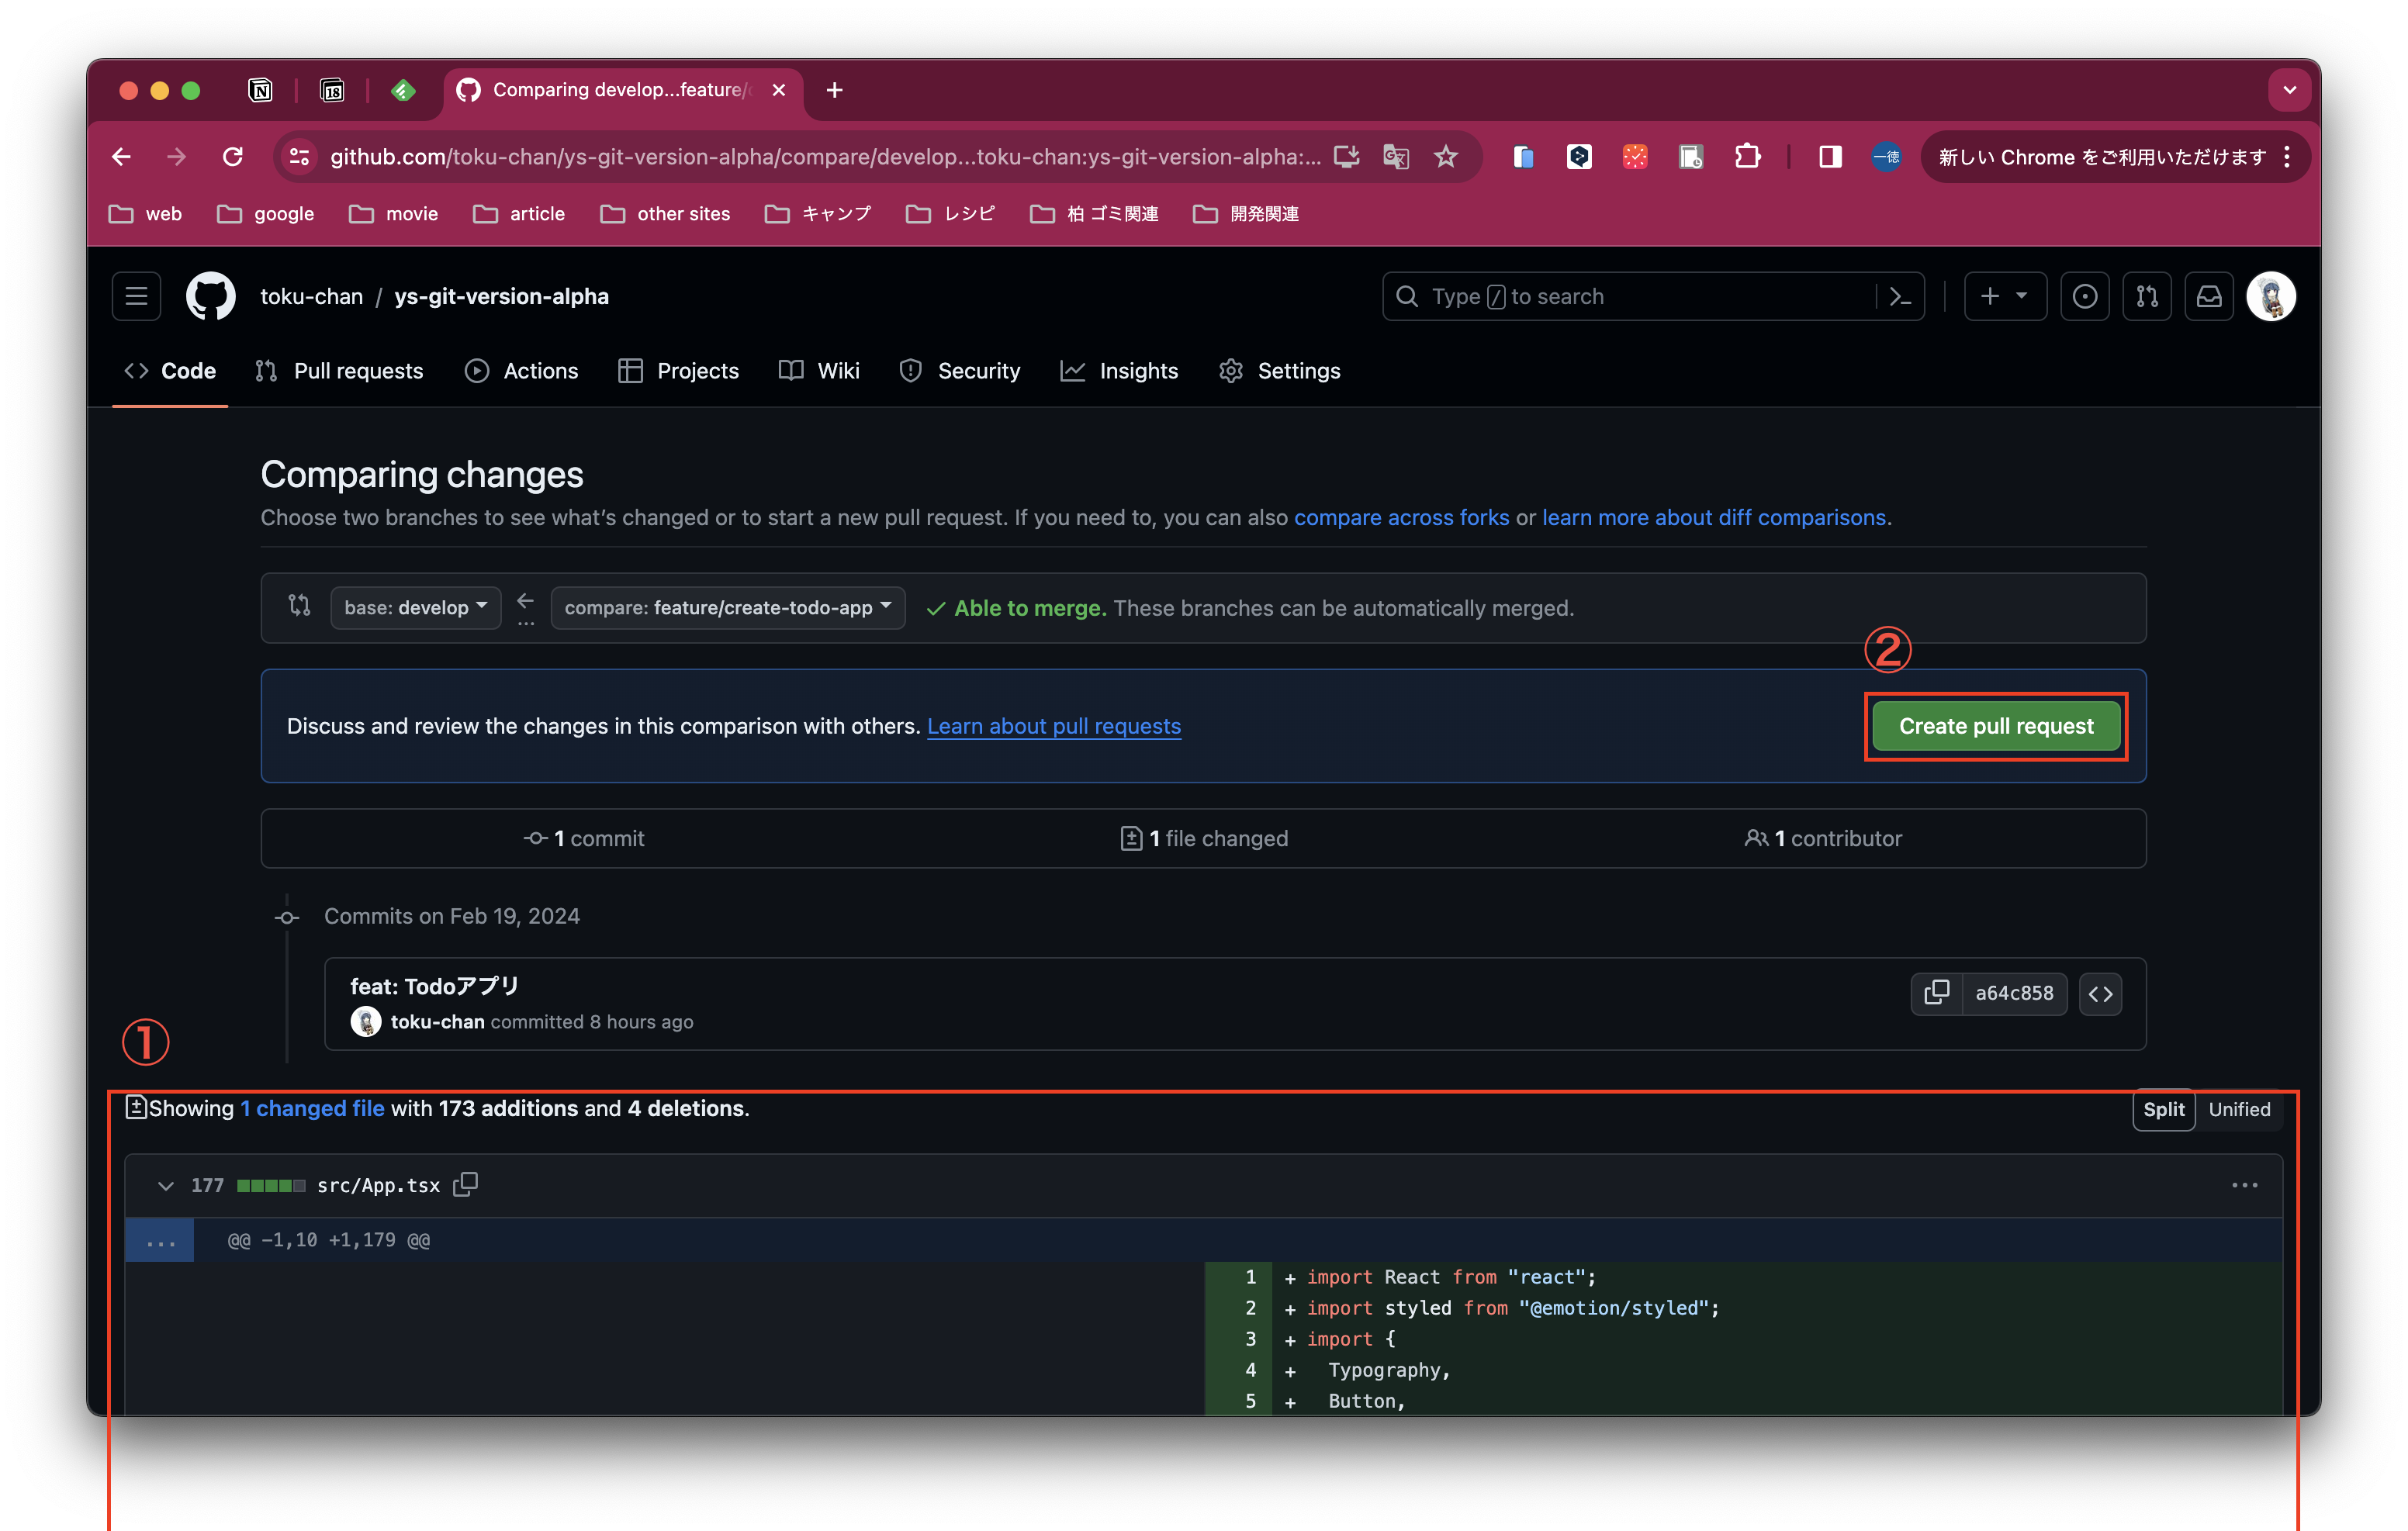 Comparing develop...feature/
github.com/toku-chan/ys-git-version-alpha/compare/develop...toku-chan:ys-git-version-alpha:...
一徳
新しい Chrome をご利用いただけます
web
google
movie
article
other sites
キャンプ
レシピ
柏 ゴミ関連
開発関連
toku-chan / ys-git-version-alpha
Type / to search
Code
Pull requests
Actions
Projects
Wiki
Security
Insights
Settings
Comparing changes
Choose two branches to see what's changed or to start a new pull request. If you need to, you can also compare across forks or learn more about diff comparisons.
base: develop
...
compare: feature/create-todo-app
Able to merge. These branches can be automatically merged.
②
Discuss and review the changes in this comparison with others. Learn about pull requests
Create pull request
1 commit
1 file changed
1 contributor
Commits on Feb 19, 2024
feat: Todoアプリ
toku-chan committed 8 hours ago
a64c858
①
Showing 1 changed file with 173 additions and 4 deletions.
Split
Unified
177
src/App.tsx
...
...
@@ -1,10 +1,179 @@
1 + import React from "react";
2 + import styled from "@emotion/styled";
3 + import {
4 + Typography,
5 + Button,